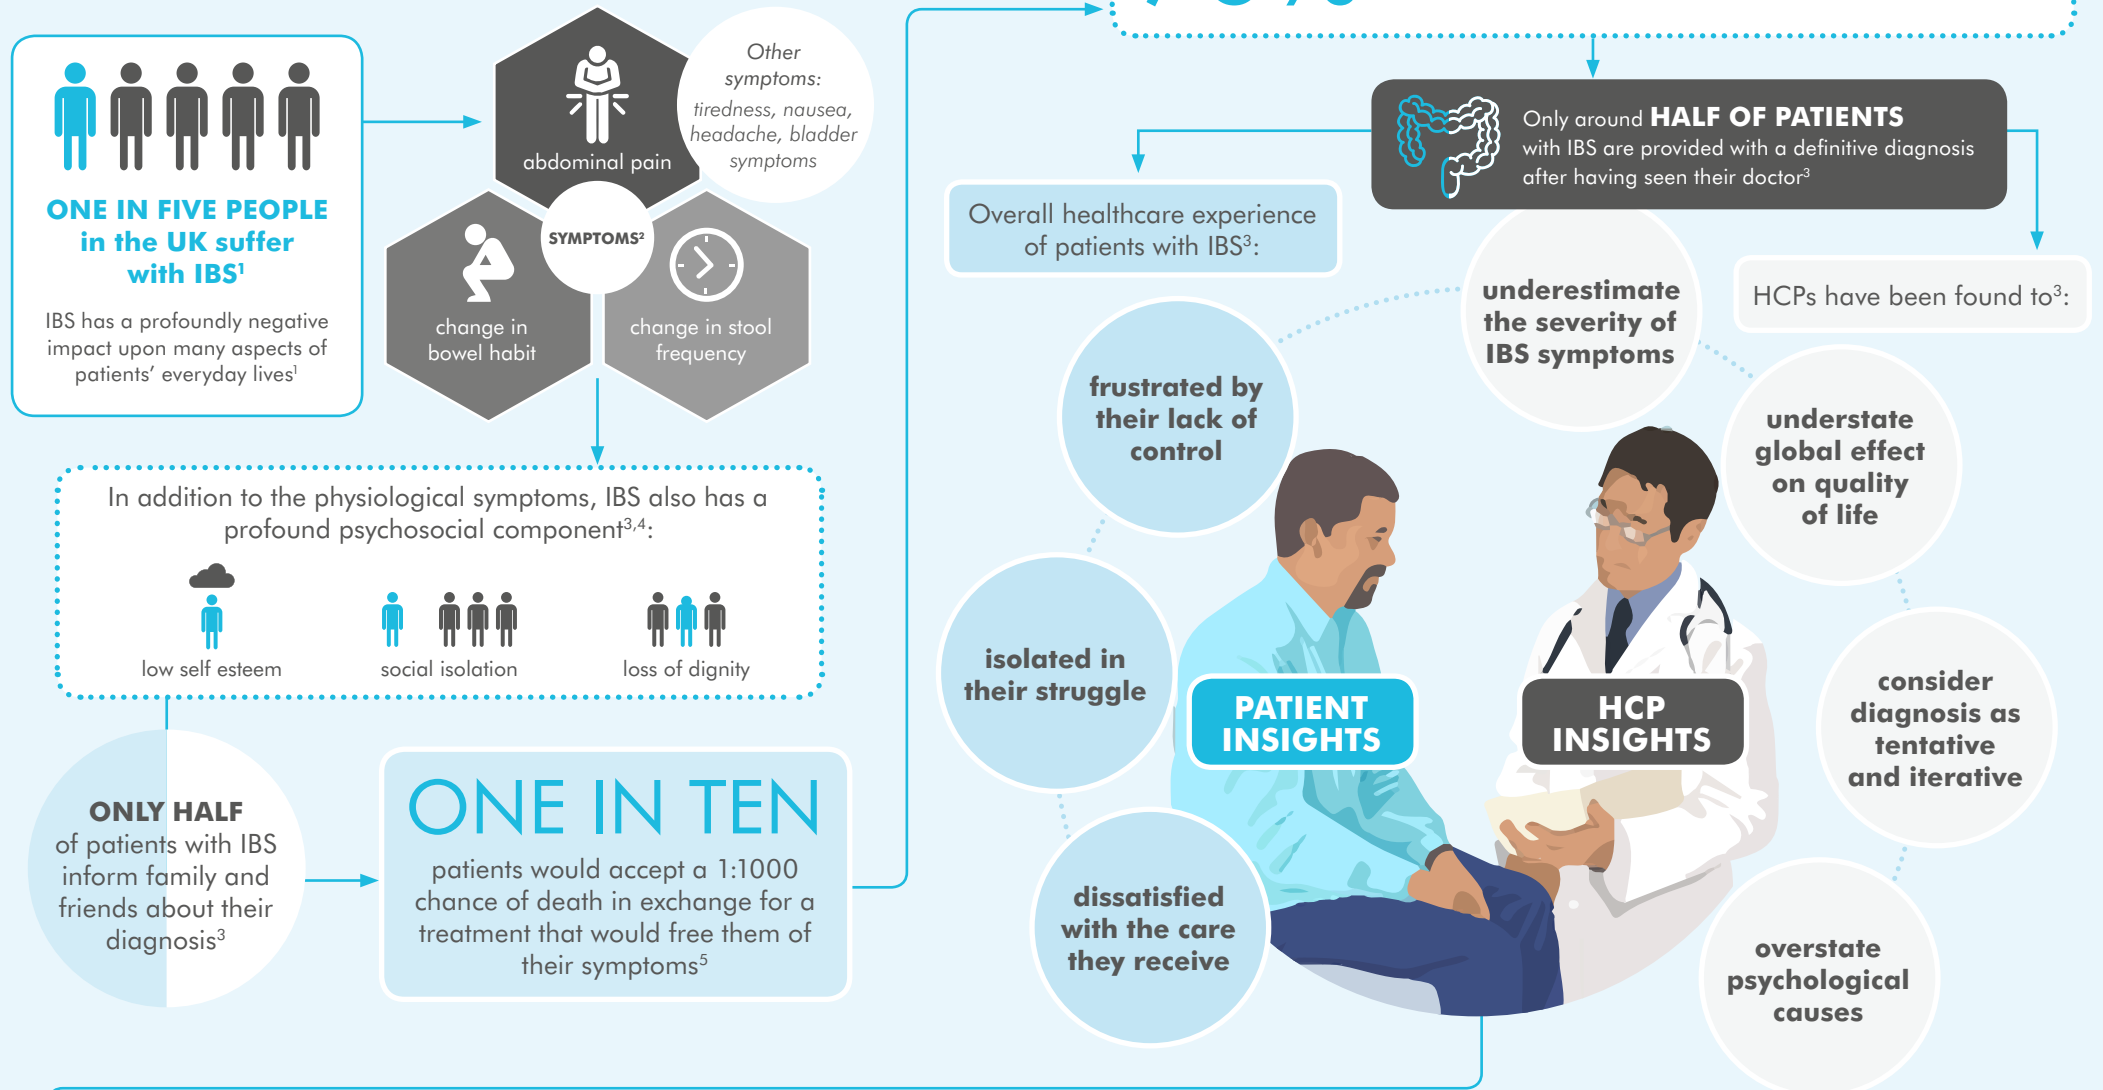 ONE IN FIVE PEOPLE
in the UK suffer
with IBS¹
IBS has a profoundly negative
impact upon many aspects of
patients’ everyday lives¹
abdominal pain
Other
symptoms:
tiredness, nausea,
headache, bladder
symptoms
SYMPTOMS²
change in
bowel habit
change in stool
frequency
In addition to the physiological symptoms, IBS also has a
profound psychosocial component³,⁴:
low self esteem
social isolation
loss of dignity
ONLY HALF
of patients with IBS
inform family and
friends about their
diagnosis³
ONE IN TEN
patients would accept a 1:1000
chance of death in exchange for a
treatment that would free them of
their symptoms⁵
Only around HALF OF PATIENTS
with IBS are provided with a definitive diagnosis
after having seen their doctor³
Overall healthcare experience
of patients with IBS³:
frustrated by
their lack of
control
isolated in
their struggle
dissatisfied
with the care
they receive
PATIENT
INSIGHTS
HCP
INSIGHTS
HCPs have been found to³:
underestimate
the severity of
IBS symptoms
understate
global effect
on quality
of life
consider
diagnosis as
tentative
and iterative
overstate
psychological
causes